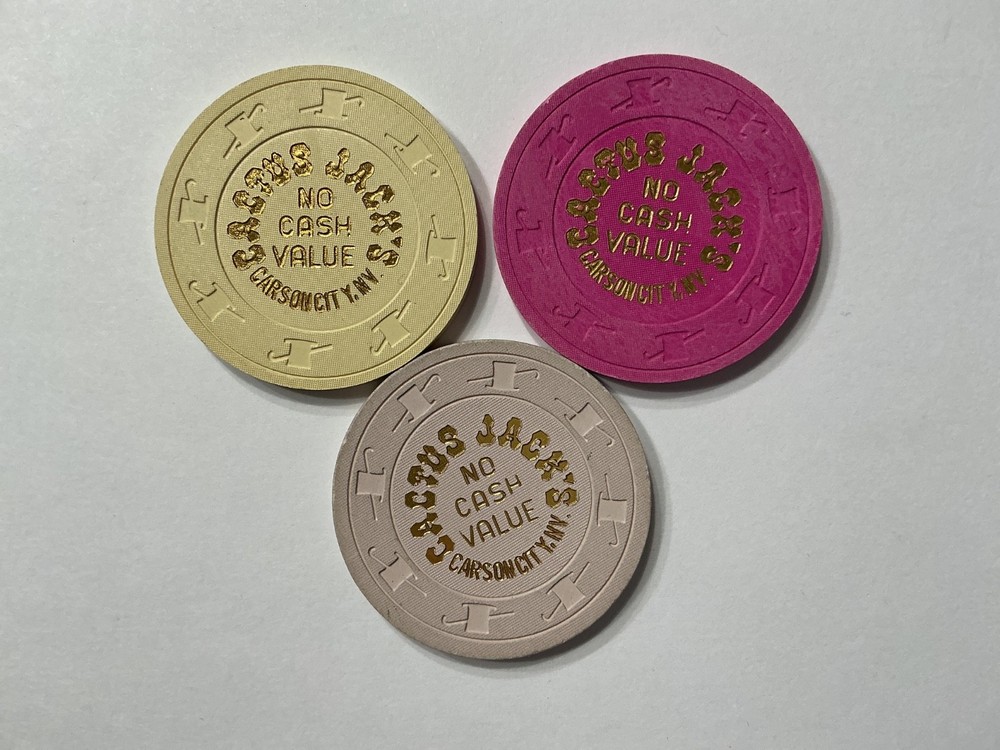 CACTUS JACK'S
NO
CASH
VALUE
CARSON CITY, NV.
CACTUS JACK'S
NO
CASH
VALUE
CARSON CITY, NV.
CACTUS JACK'S
NO
CASH
VALUE
CARSON CITY, NV.